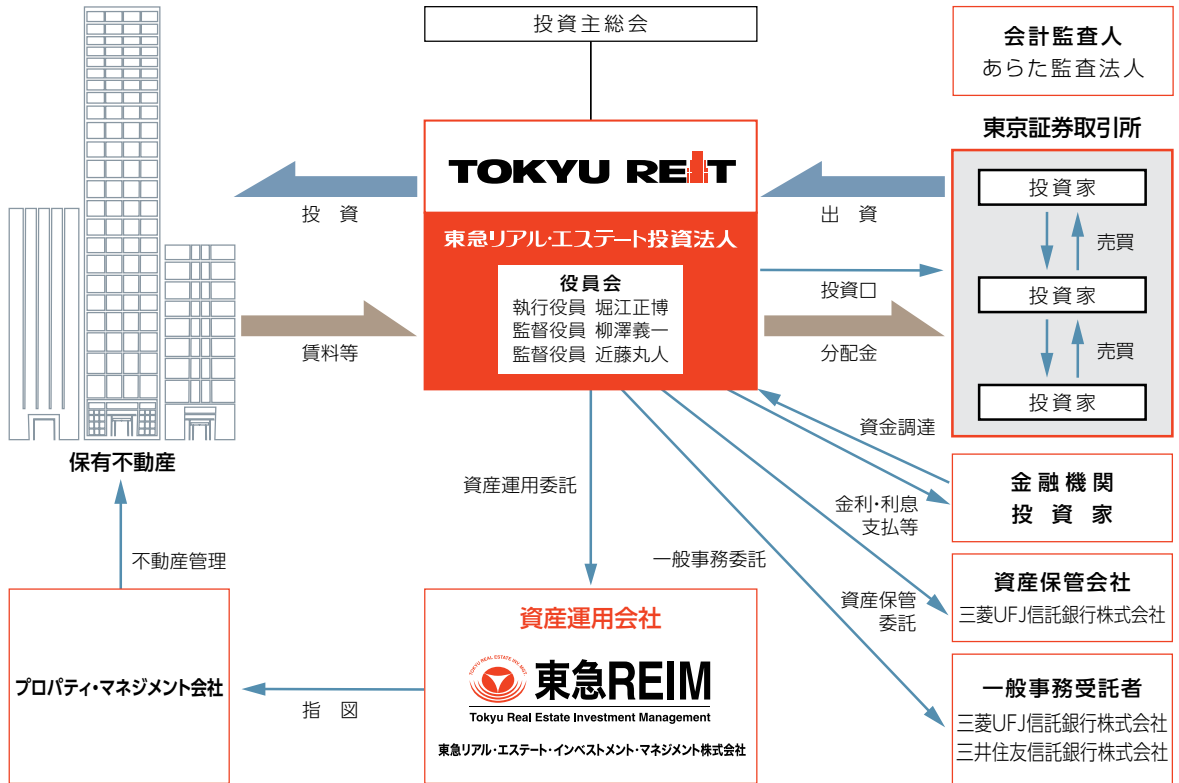 投資主総会
会計監査人
あらた監査法人
TOKYU REIT
東急リアル・エステート投資法人
役員会
執行役員 堀江正博
監督役員 柳澤義一
監督役員 近藤丸人
投 資
賃料等
出 資
投資口
分配金
東京証券取引所
投資家
売買
投資家
売買
投資家
保有不動産
資金調達
金利・利息
支払等
金融機関
投 資 家
資産運用委託
一般事務委託
資産保管
委託
資産保管会社
三菱UFJ信託銀行株式会社
一般事務受託者
三菱UFJ信託銀行株式会社
三井住友信託銀行株式会社
不動産管理
プロパティ・マネジメント会社
指 図
資産運用会社
TOKYU REAL ESTATE INV. MGT
東急REIM
Tokyu Real Estate Investment Management
東急リアル・エステート・インベストメント・マネジメント株式会社